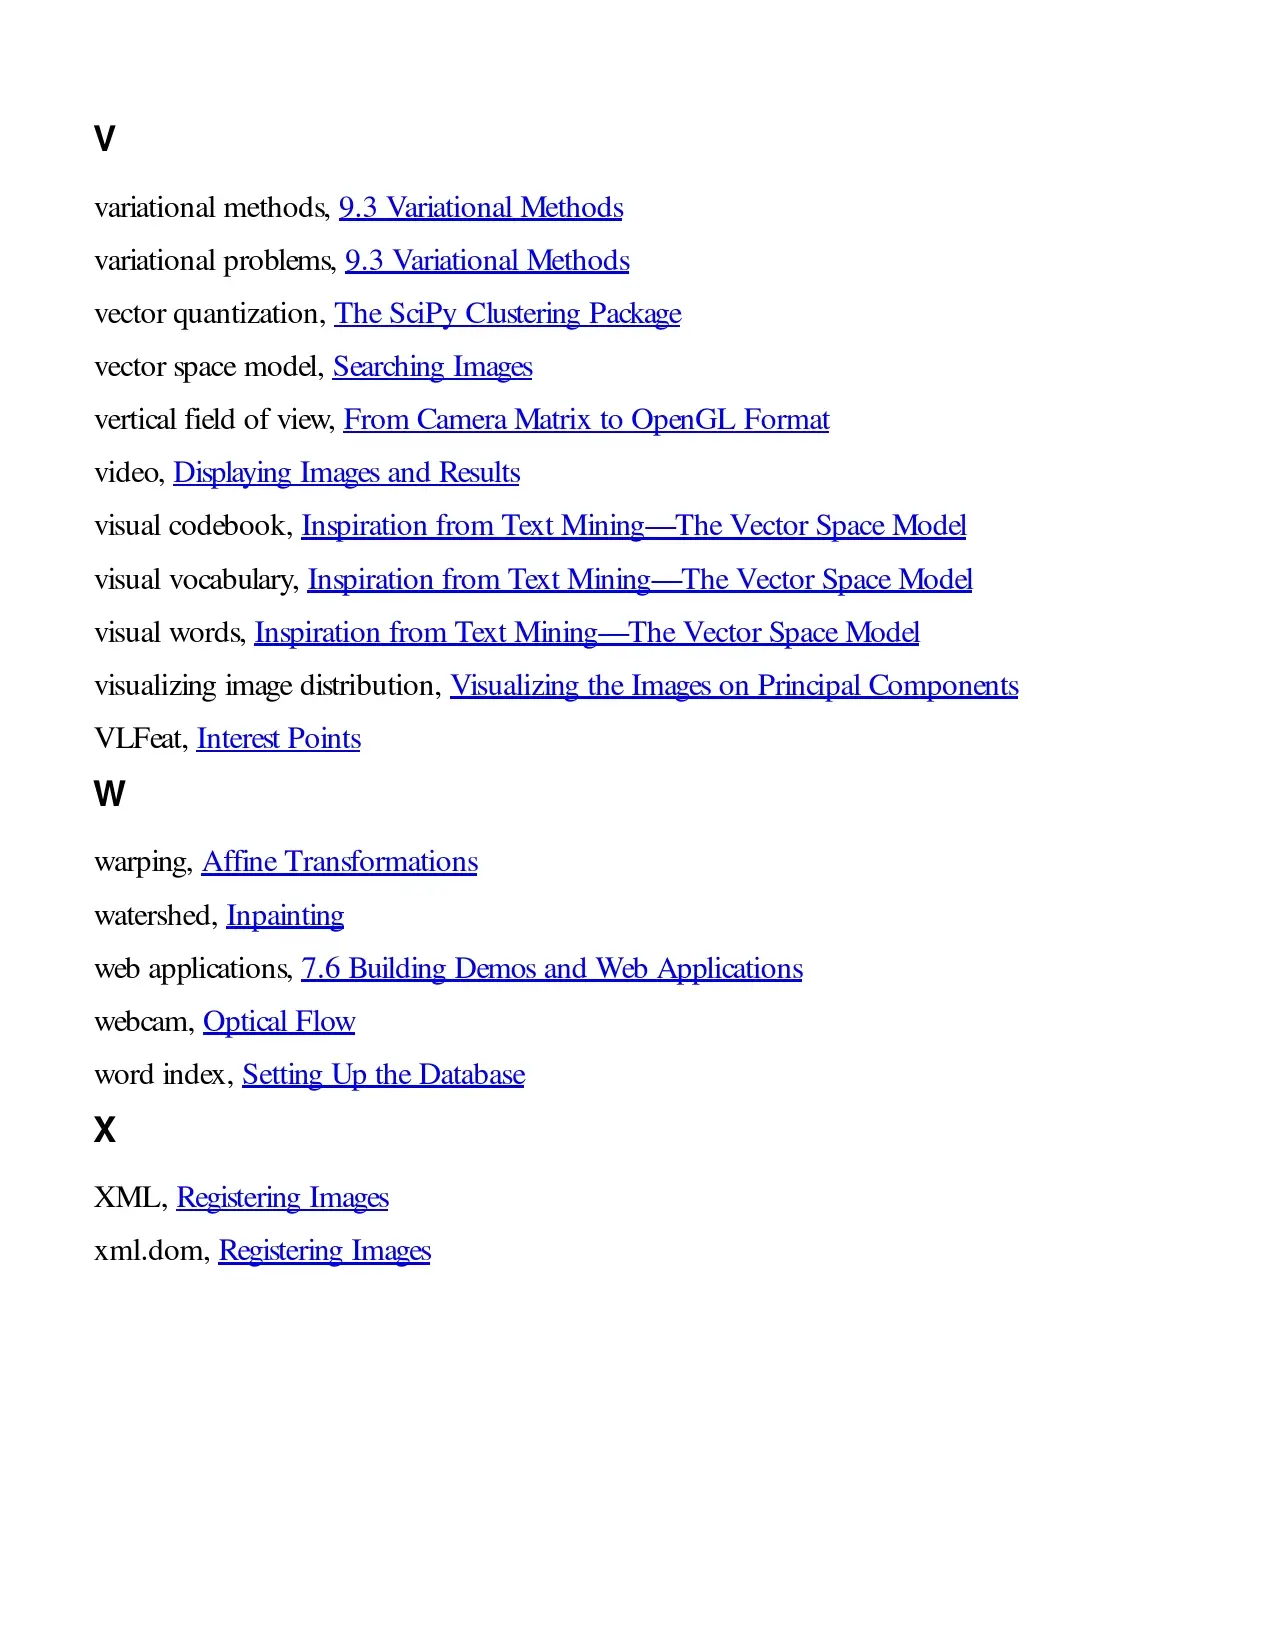 V
variational methods, 9.3 Variational Methods
variational problems, 9.3 Variational Methods
vector quantization, The SciPy Clustering Package
vector space model, Searching Images
vertical field of view, From Camera Matrix to OpenGL Format
video, Displaying Images and Results
visual codebook, Inspiration from Text Mining—The Vector Space Model
visual vocabulary, Inspiration from Text Mining—The Vector Space Model
visual words, Inspiration from Text Mining—The Vector Space Model
visualizing image distribution, Visualizing the Images on Principal Components
VLFeat, Interest Points
W
warping, Affine Transformations
watershed, Inpainting
web applications, 7.6 Building Demos and Web Applications
webcam, Optical Flow
word index, Setting Up the Database
X
XML, Registering Images
xml.dom, Registering Images